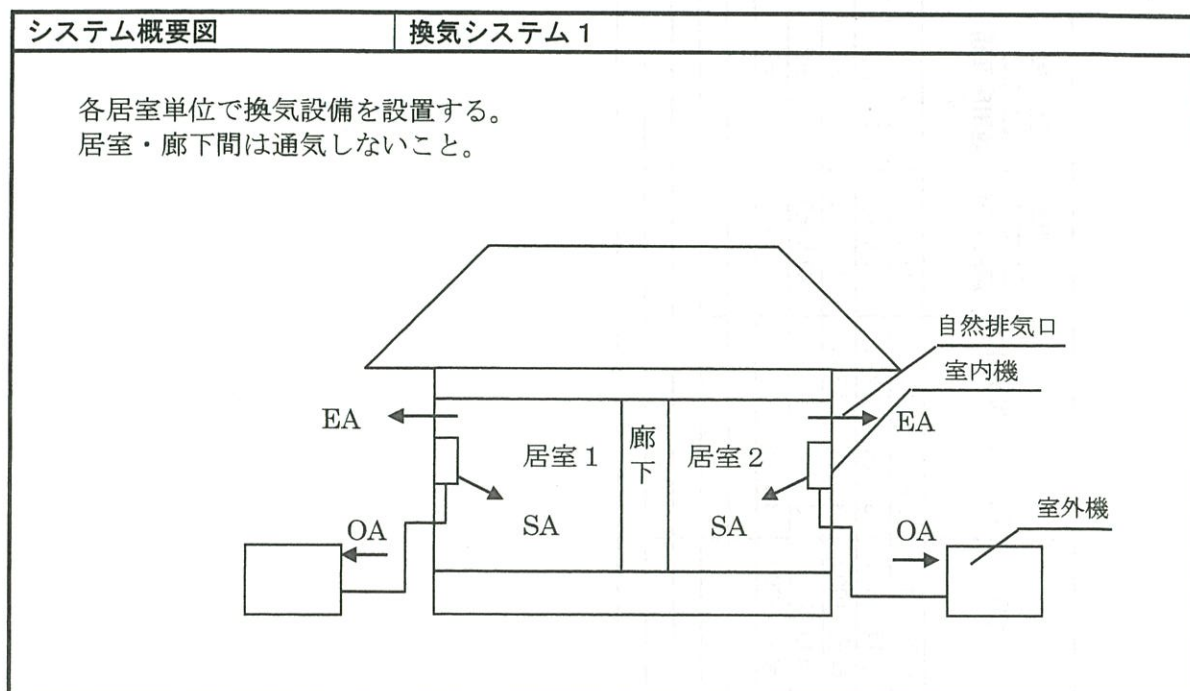 システム概要図
換気システム1
各居室単位で換気設備を設置する。
居室・廊下間は通気しないこと。
自然排気口
室内機
EA
EA
居室1
廊下
居室2
SA
SA
OA
OA
室外機